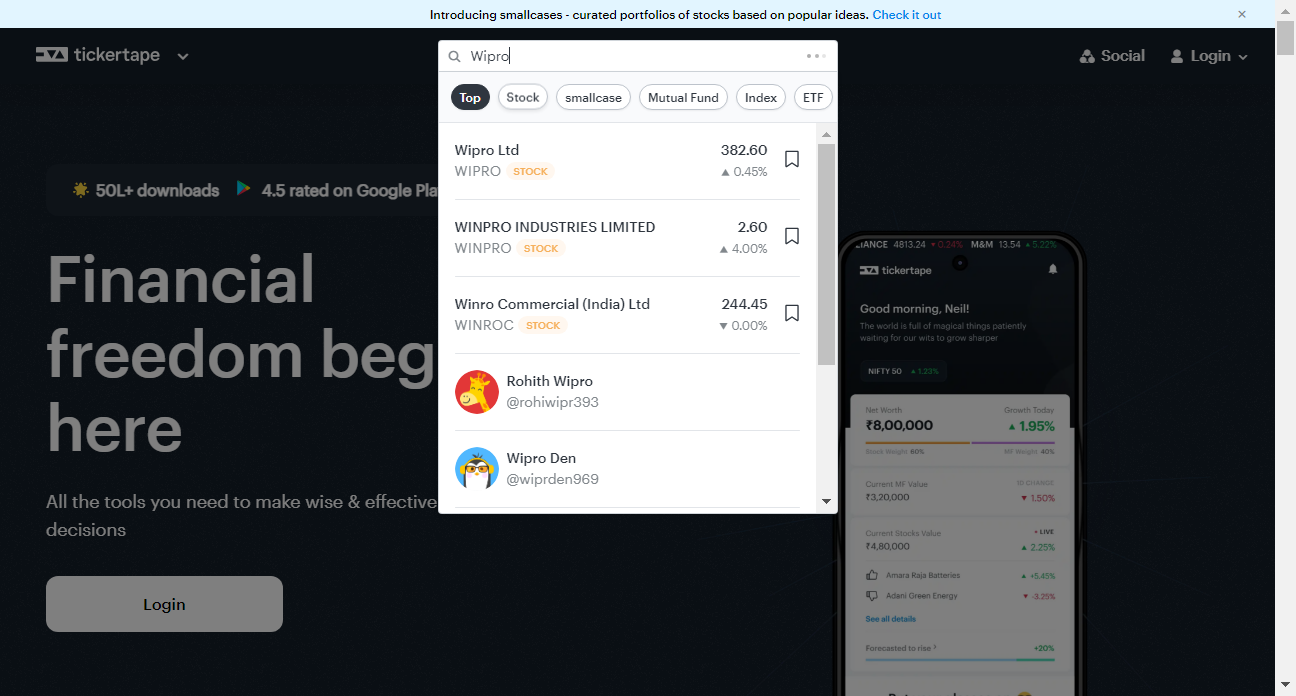 Introducing smallcases - curated portfolios of stocks based on popular ideas. Check it out
tickertape
Wipro
Social
Login
Top
Stock
smallcase
Mutual Fund
Index
ETF
Wipro Ltd
382.60
WIPRO STOCK
▲ 0.45%
WINPRO INDUSTRIES LIMITED
2.60
WINPRO STOCK
▲ 4.00%
Winro Commercial (India) Ltd
244.45
WINROC STOCK
▼ 0.00%
Rohith Wipro
@rohiwipr393
Wipro Den
@wiprden969
50L+ downloads
4.5 rated on Google Pla
Financial
freedom beg
here
All the tools you need to make wise & effective
decisions
Login
LIANCE 4813.24 ▼ 0.24% M&M 13.54 ▲ 5.22%
tickertape
Good morning, Neil!
The world is full of magical things patiently
waiting for our wits to grow sharper
NIFTY 50 ▲ 1.23%
Net Worth
Growth Today
₹8,00,000
▲ 1.95%
Stock Weight 60%
MF Weight 40%
Current MF Value
1D CHANGE
₹3,20,000
▼ 1.50%
Current Stocks Value
• LIVE
₹4,80,000
▲ 2.25%
Amara Raja Batteries
▲ +5.45%
Adani Green Energy
▼ -3.25%
See all details
Forecasted to rise
+20%